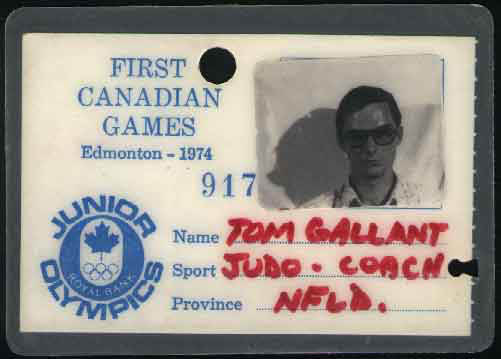 FIRST
CANADIAN
GAMES
Edmonton - 1974
917
JUNIOR
ROYAL BANK
OLYMPICS
Name TOM GALLANT
Sport JUDO. COACH
Province NFLD.